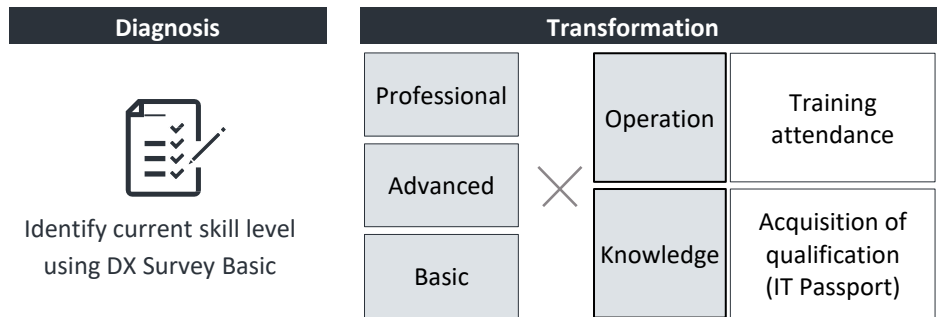 Diagnosis
Identify current skill level
using DX Survey Basic
Transformation
Professional
Advanced
Basic
Operation
Training
attendance
Knowledge
Acquisition of
qualification
(IT Passport)